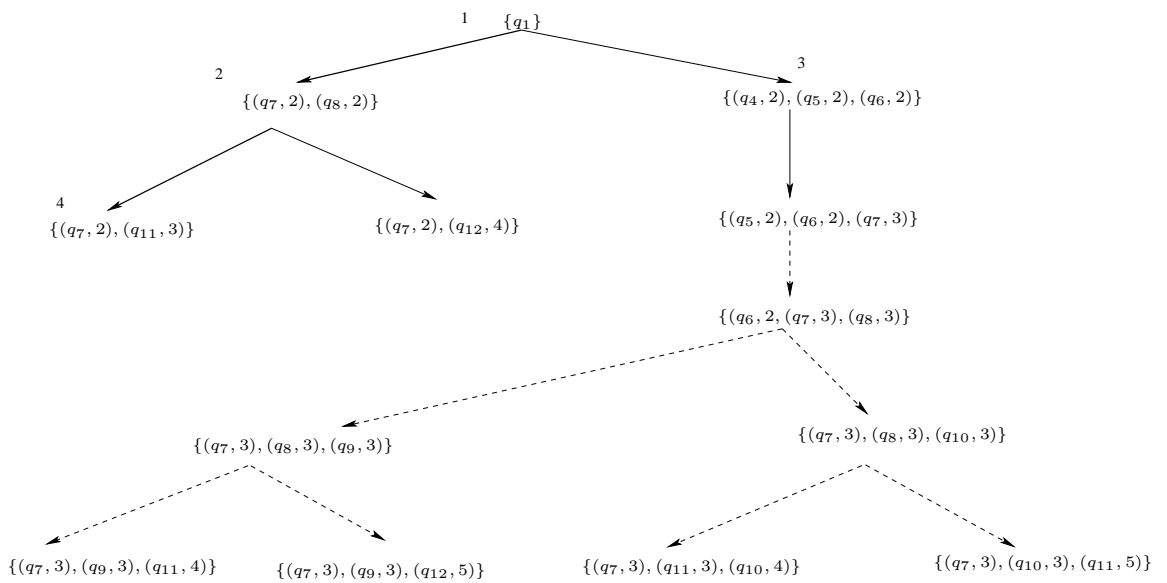 1 {q₁}
2 3
{(q₇, 2), (q₈, 2)} {(q₄, 2), (q₅, 2), (q₆, 2)}
4
{(q₇, 2), (q₁₁, 3)} {(q₇, 2), (q₁₂, 4)} {(q₅, 2), (q₆, 2), (q₇, 3)}
{(q₆, 2, (q₇, 3), (q₈, 3)}
{(q₇, 3), (q₈, 3), (q₉, 3)} {(q₇, 3), (q₈, 3), (q₁₀, 3)}
{(q₇, 3), (q₉, 3), (q₁₁, 4)} {(q₇, 3), (q₉, 3), (q₁₂, 5)} {(q₇, 3), (q₁₁, 3), (q₁₀, 4)} {(q₇, 3), (q₁₀, 3), (q₁₁, 5)}